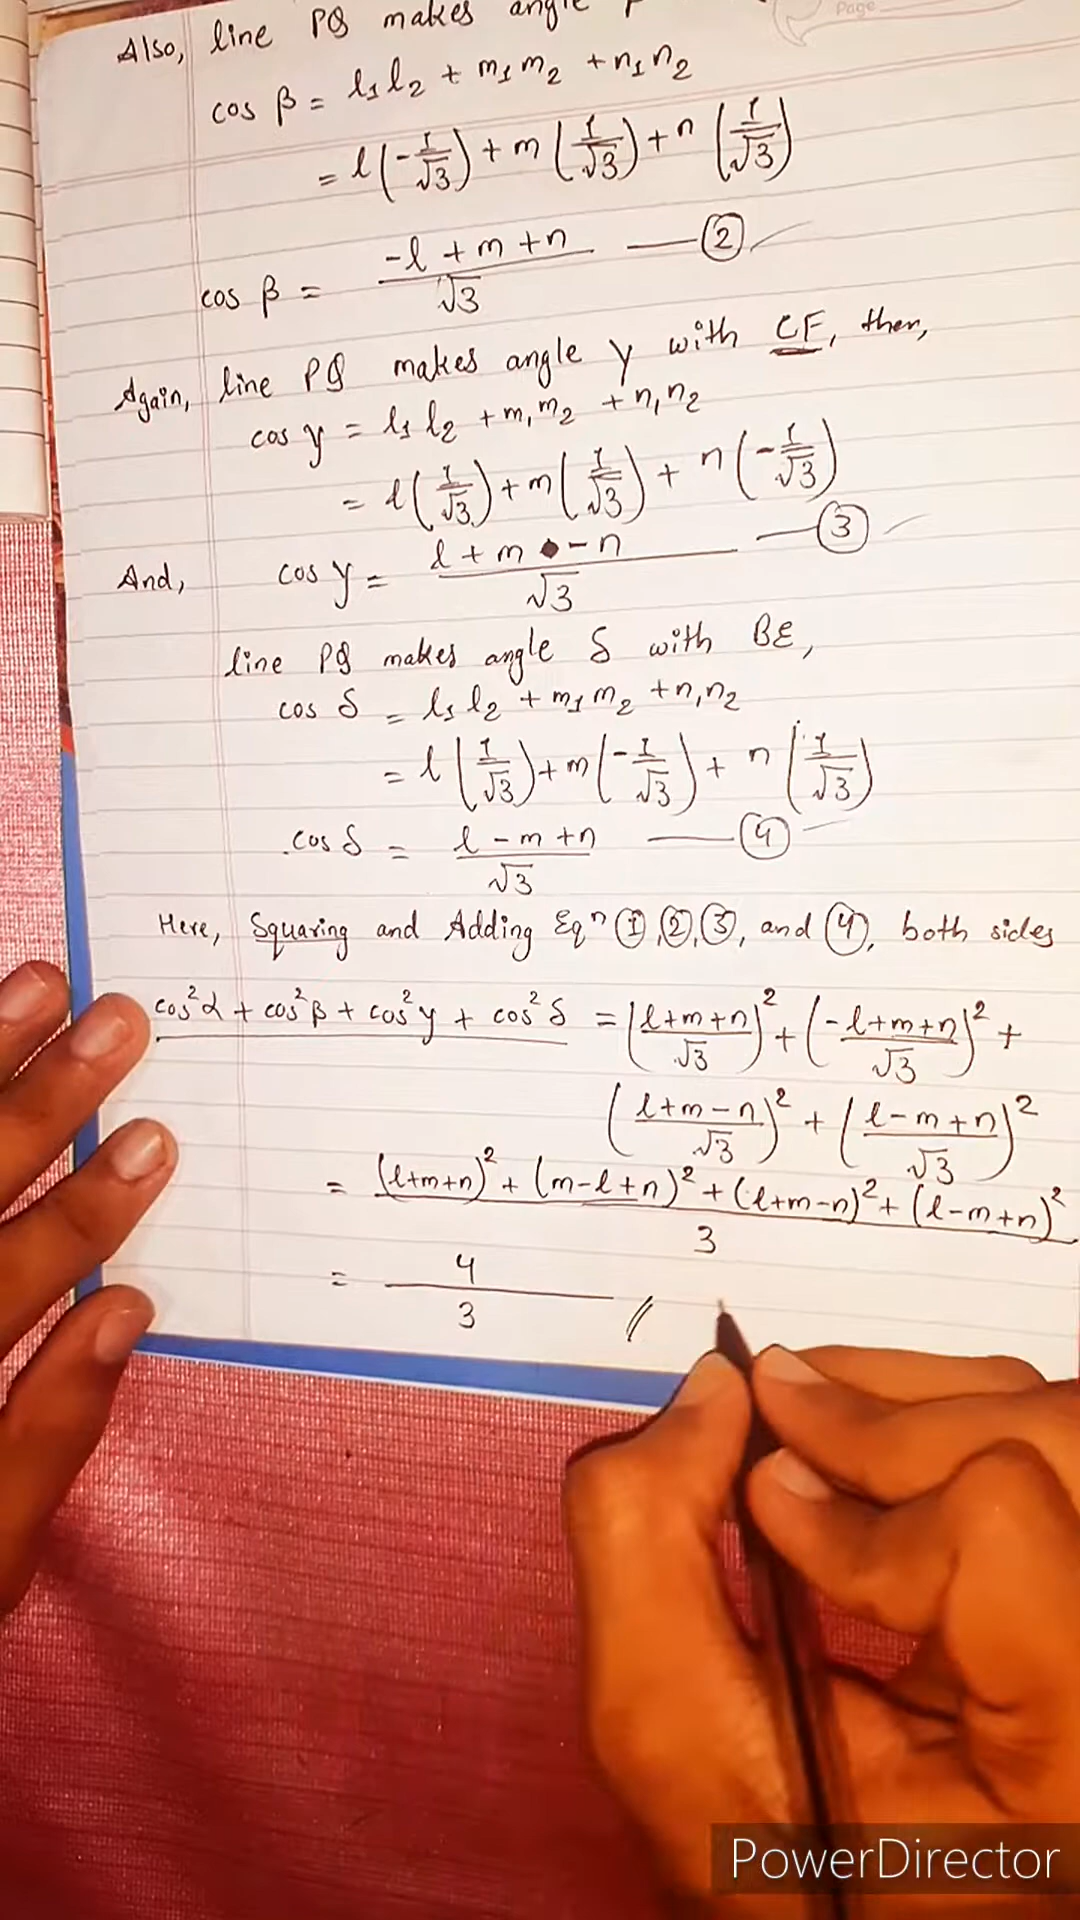 Page
Also, line PQ makes angle
cos β = l₁l₂ + m₁m₂ + n₁n₂
= l(-1/√3) + m(1/√3) + n(1/√3)
cos β = (-l + m + n)/√3 —— ②
Again, line PQ makes angle γ with CF, then,
cos γ = l₁l₂ + m₁m₂ + n₁n₂
= l(1/√3) + m(1/√3) + n(-1/√3)
cos γ = (l + m - n)/√3 —— ③
And,
line PQ makes angle δ with BE,
cos δ = l₁l₂ + m₁m₂ + n₁n₂
= l(1/√3) + m(-1/√3) + n(1/√3)
cos δ = (l - m + n)/√3 —— ④
Here, Squaring and Adding Eqⁿ ①,②,③, and ④, both sides
cos²α + cos²β + cos²γ + cos²δ = ((l+m+n)/√3)² + ((-l+m+n)/√3)² +
((l+m-n)/√3)² + ((l-m+n)/√3)²
= ((l+m+n)² + (m-l+n)² + (l+m-n)² + (l-m+n)²)/3
= 4/3 //
PowerDirector